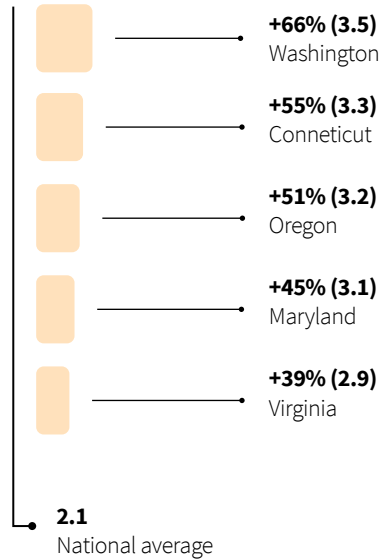 +66% (3.5)
Washington
+55% (3.3)
Conneticut
+51% (3.2)
Oregon
+45% (3.1)
Maryland
+39% (2.9)
Virginia
2.1
National average